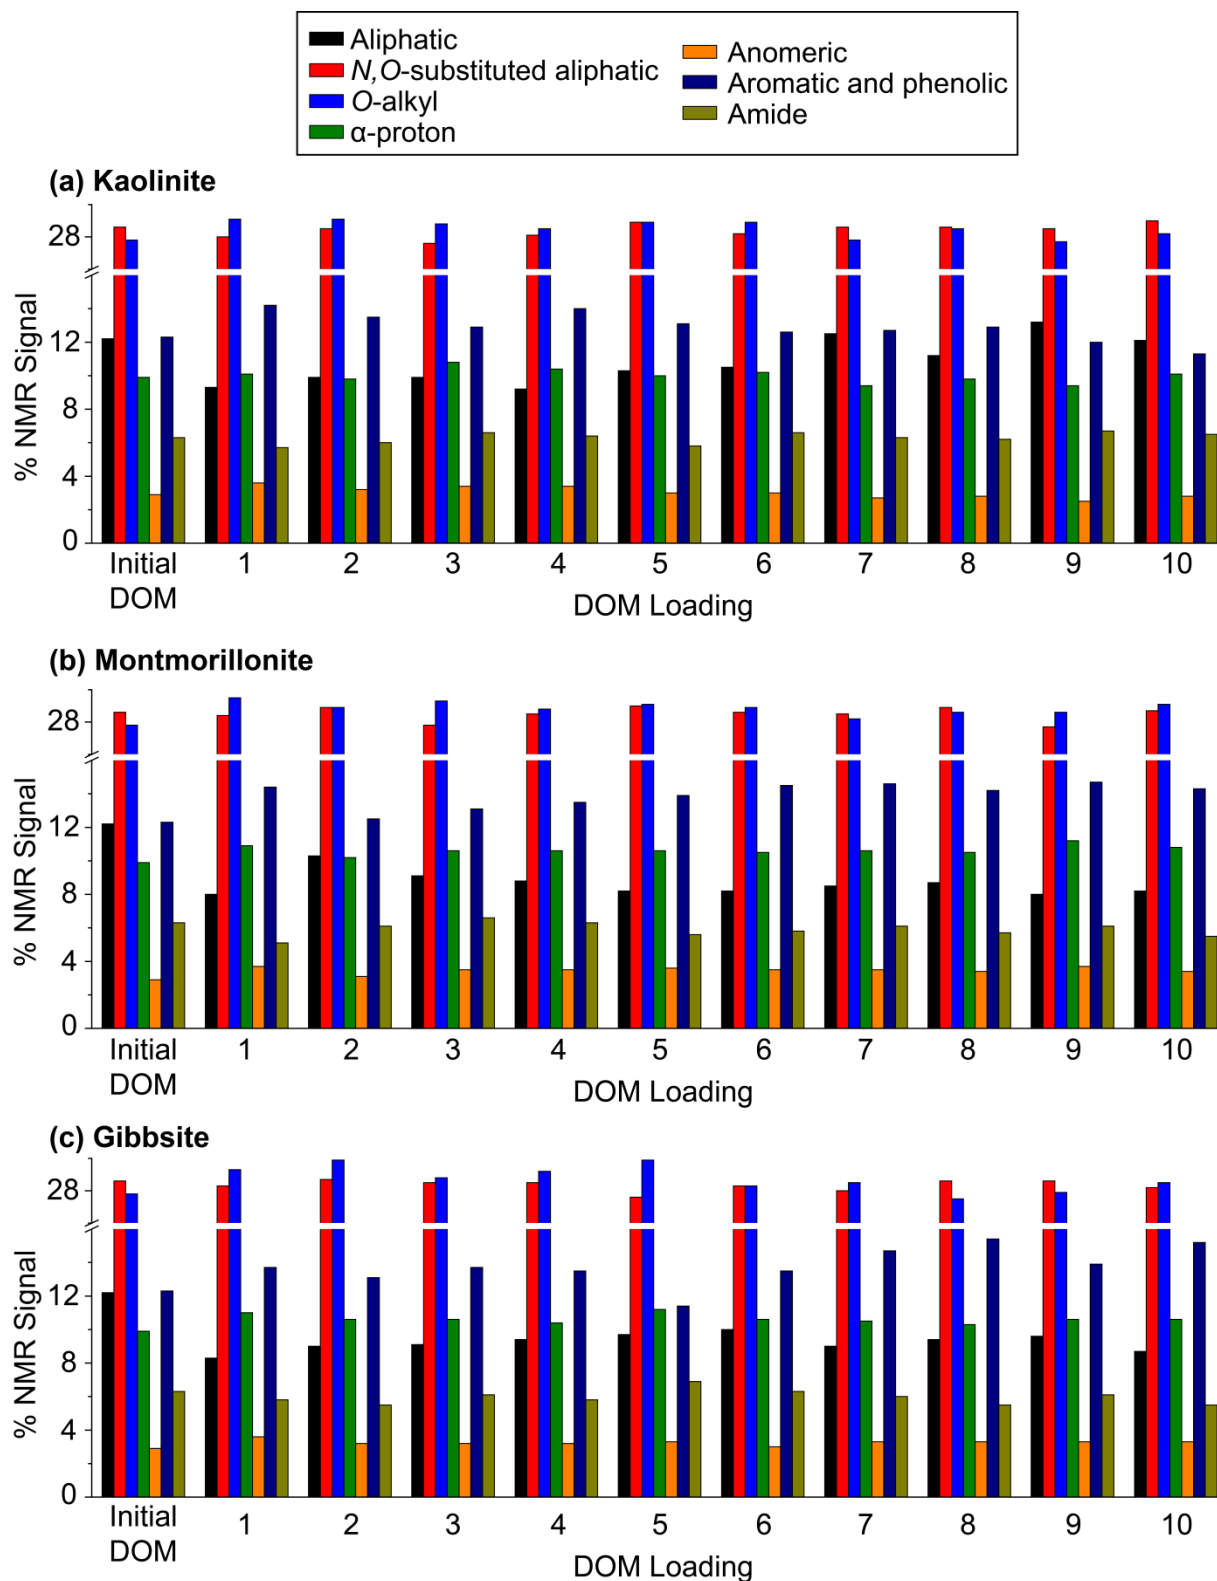 Aliphatic
N,O-substituted aliphatic
O-alkyl
α-proton
Anomeric
Aromatic and phenolic
Amide
(a) Kaolinite
% NMR Signal
28
12
8
4
0
Initial DOM 1 2 3 4 5 6 7 8 9 10
DOM Loading
(b) Montmorillonite
% NMR Signal
28
12
8
4
0
Initial DOM 1 2 3 4 5 6 7 8 9 10
DOM Loading
(c) Gibbsite
% NMR Signal
28
12
8
4
0
Initial DOM 1 2 3 4 5 6 7 8 9 10
DOM Loading